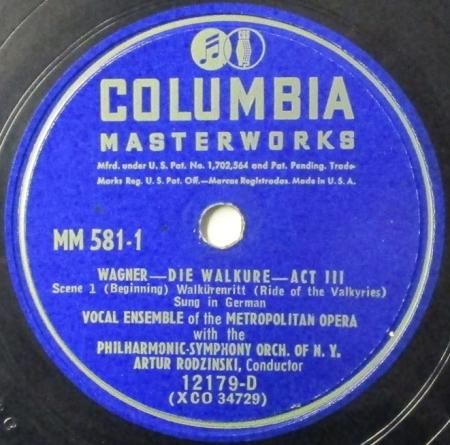 COLUMBIA
MASTERWORKS
Mfrd. under U.S. Pat. No. 1,702,564 and Pat. Pending. Trade-
Marks Reg. U.S. Pat. Off.—Marcas Registradas. Made in U.S.A.
MM 581-1
WAGNER—DIE WALKURE—ACT III
Scene 1 (Beginning) Walkürenritt (Ride of the Valkyries)
Sung in German
VOCAL ENSEMBLE of the METROPOLITAN OPERA
with the
PHILHARMONIC-SYMPHONY ORCH. OF N.Y.
ARTUR RODZINSKI, Conductor
12179-D
(XCO 34729)